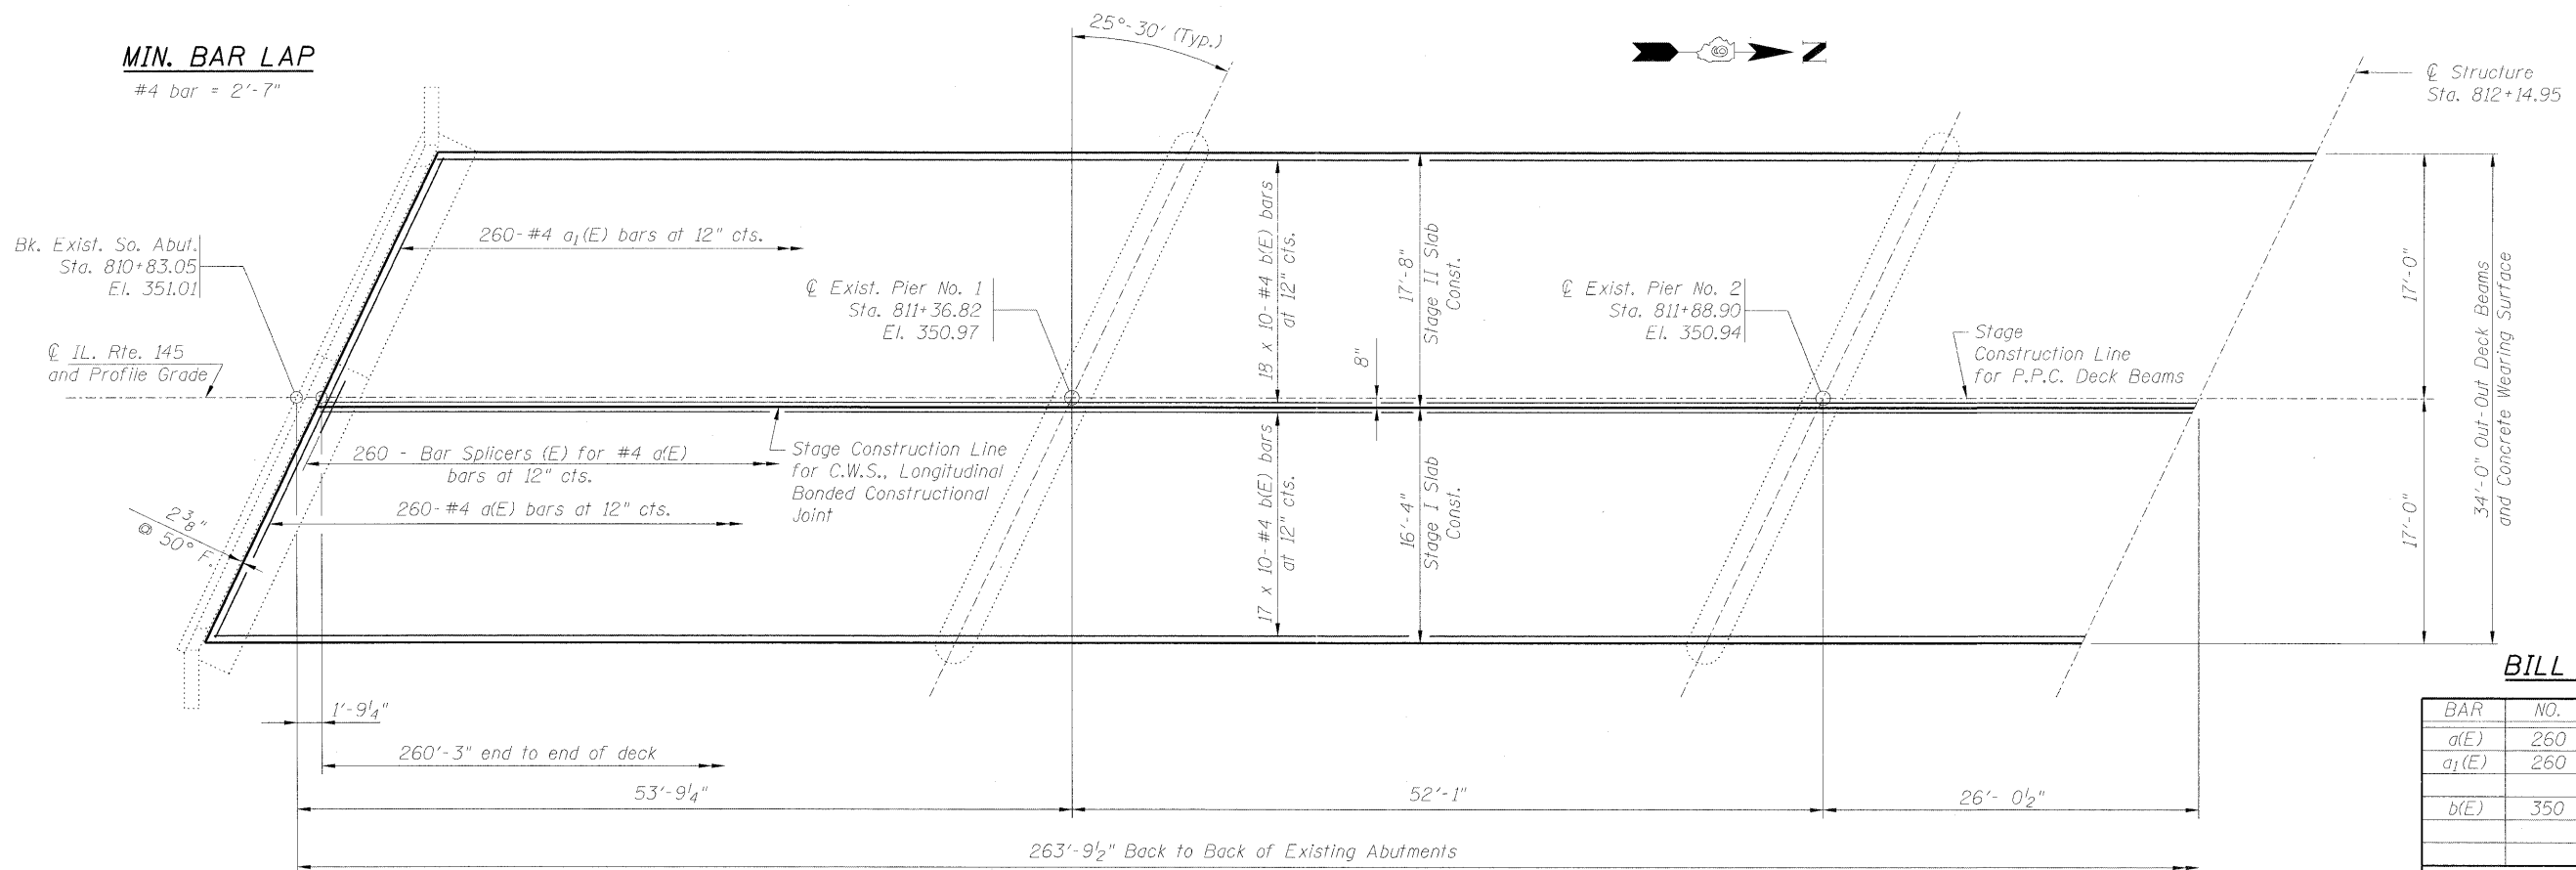 MIN. BAR LAP
#4 bar = 2'-7"
25°-30' (Typ.)
N
℄ Structure
Sta. 812+14.95
Bk. Exist. So. Abut.
Sta. 810+83.05
El. 351.01
260-#4 a1(E) bars at 12" cts.
℄ Exist. Pier No. 1
Sta. 811+36.82
El. 350.97
18 x 10-#4 b(E) bars
at 12" cts.
17'-8"
Stage II Slab
Const.
8"
℄ Exist. Pier No. 2
Sta. 811+88.90
El. 350.94
Stage
Construction Line
for P.P.C. Deck Beams
17'-0"
34'-0" Out-Out Deck Beams
and Concrete Wearing Surface
℄ IL. Rte. 145
and Profile Grade
260 - Bar Splicers (E) for #4 a(E)
bars at 12" cts.
Stage Construction Line
for C.W.S., Longitudinal
Bonded Constructional
Joint
260-#4 a(E) bars at 12" cts.
2 3/8"
@ 50° F.
17 x 10-#4 b(E) bars
at 12" cts.
16'-4"
Stage I Slab
Const.
17'-0"
1'-9 1/4"
260'-3" end to end of deck
53'-9 1/4"
52'-1"
26'-0 1/2"
263'-9 1/2" Back to Back of Existing Abutments
BILL
BAR NO.
a(E) 260
a1(E) 260
b(E) 350